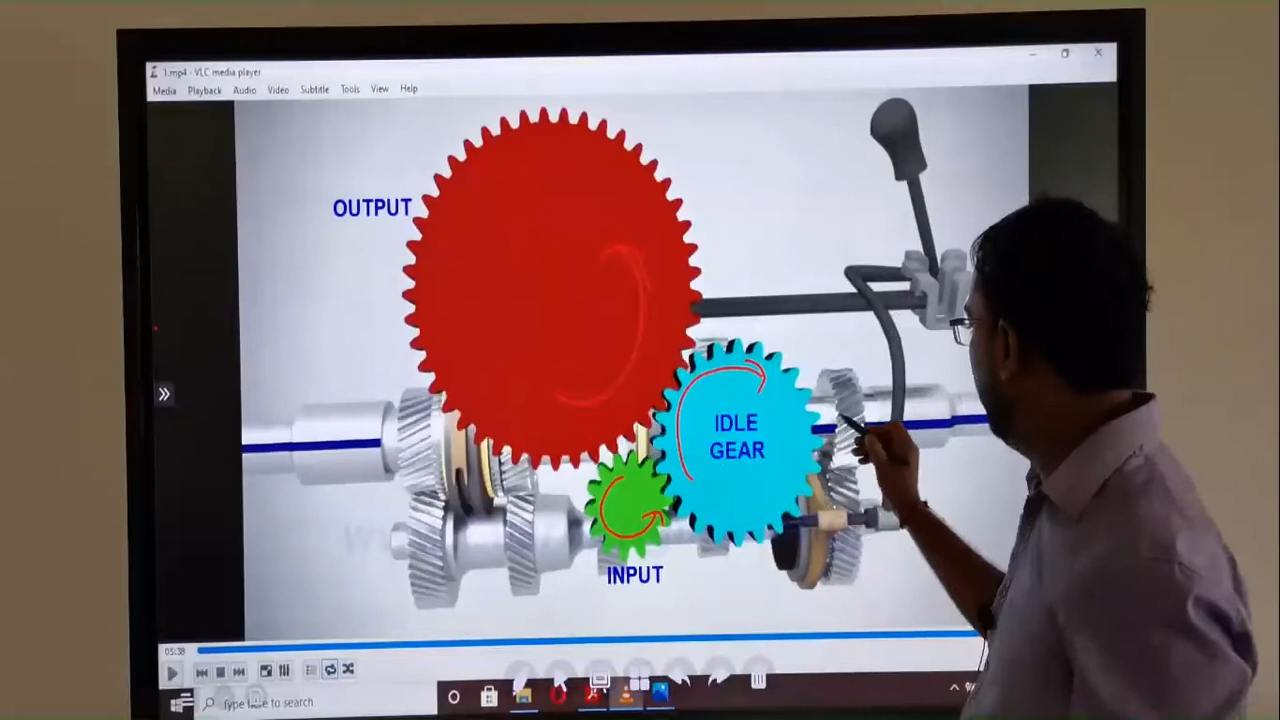 1.mp4 - VLC media player
Media Playback Audio Video Subtitle Tools View Help
OUTPUT
IDLE
GEAR
INPUT
05:38
Type here to search